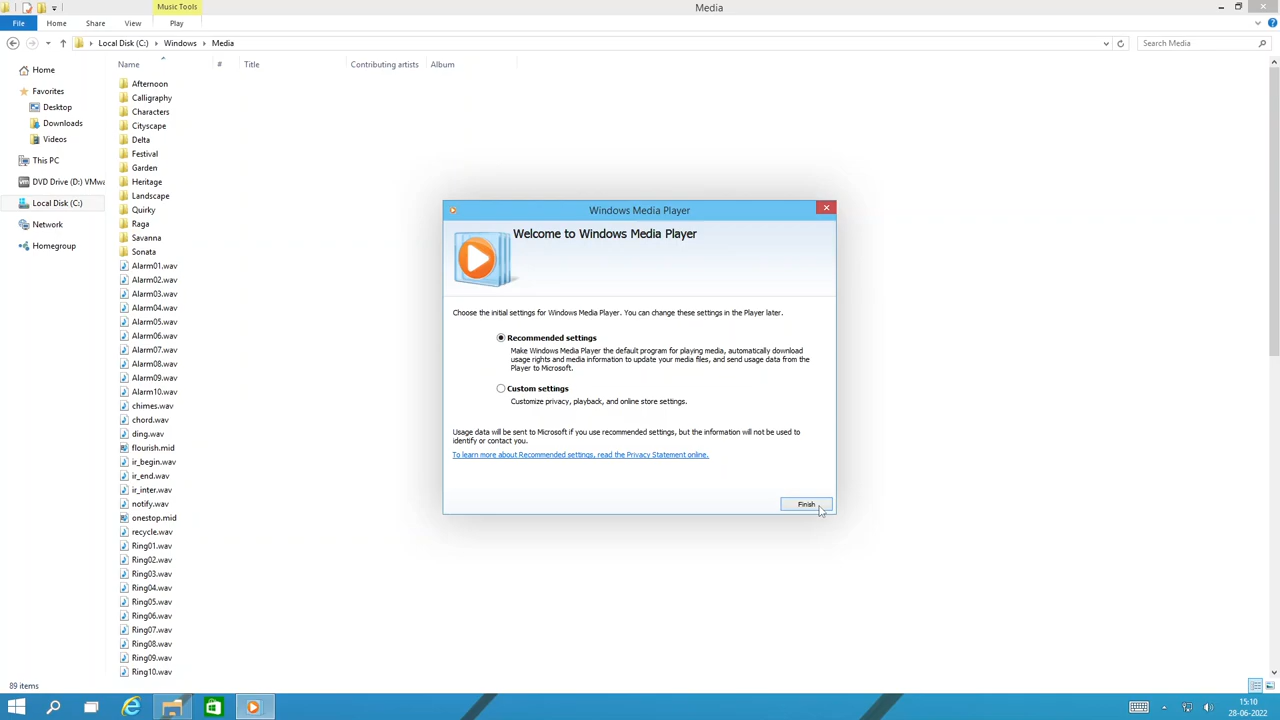 Music Tools
Media
File
Home
Share
View
Play
Local Disk (C:)
Windows
Media
Search Media
Name
#
Title
Contributing artists
Album
Home
Favorites
Desktop
Downloads
Videos
This PC
DVD Drive (D:) VMwa
Local Disk (C:)
Network
Homegroup
Afternoon
Calligraphy
Characters
Cityscape
Delta
Festival
Garden
Heritage
Landscape
Quirky
Raga
Savanna
Sonata
Alarm01.wav
Alarm02.wav
Alarm03.wav
Alarm04.wav
Alarm05.wav
Alarm06.wav
Alarm07.wav
Alarm08.wav
Alarm09.wav
Alarm10.wav
chimes.wav
chord.wav
ding.wav
flourish.mid
ir_begin.wav
ir_end.wav
ir_inter.wav
notify.wav
onestop.mid
recycle.wav
Ring01.wav
Ring02.wav
Ring03.wav
Ring04.wav
Ring05.wav
Ring06.wav
Ring07.wav
Ring08.wav
Ring09.wav
Ring10.wav
Windows Media Player
Welcome to Windows Media Player
Choose the initial settings for Windows Media Player. You can change these settings in the Player later.
Recommended settings
Make Windows Media Player the default program for playing media, automatically download
usage rights and media information to update your media files, and send usage data from the
Player to Microsoft.
Custom settings
Customize privacy, playback, and online store settings.
Usage data will be sent to Microsoft if you use recommended settings, but the information will not be used to
identify or contact you.
To learn more about Recommended settings, read the Privacy Statement online.
Finish
89 items
15:10
28-06-2022